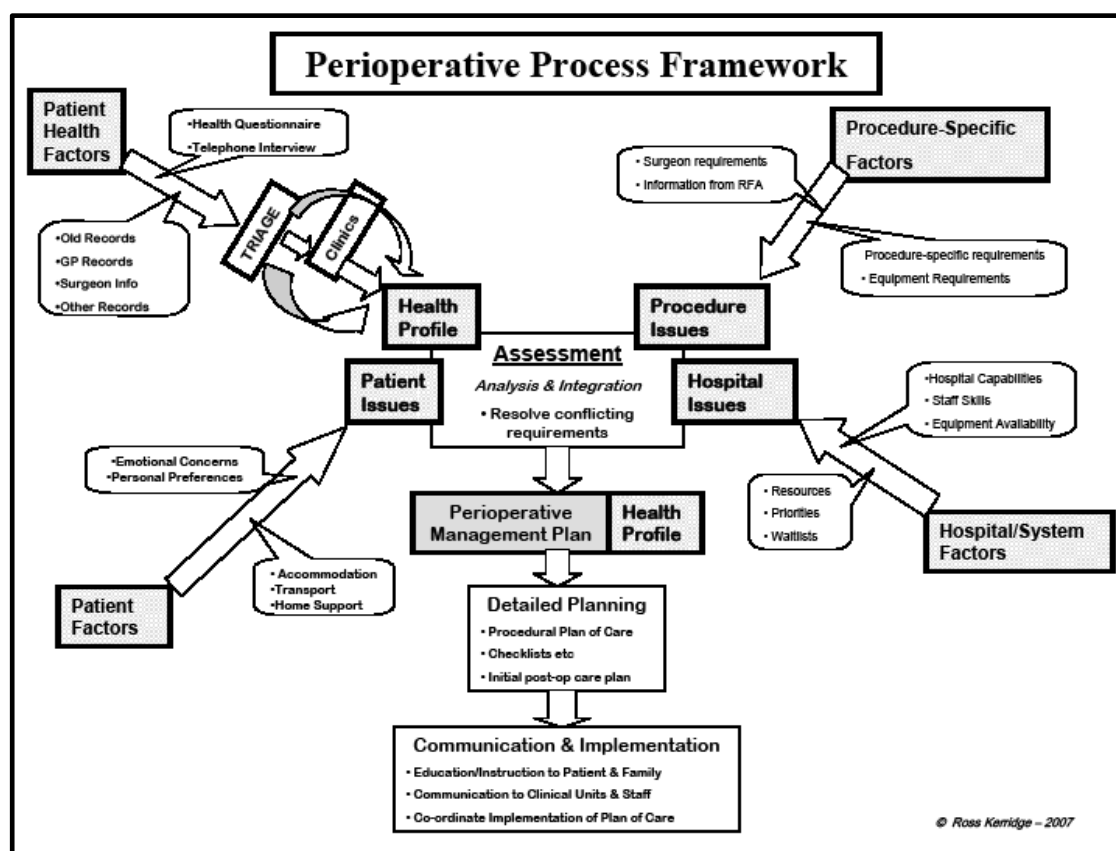 Perioperative Process Framework
Patient
Health
Factors
•Health Questionnaire
•Telephone Interview
•Old Records
•GP Records
•Surgeon Info
•Other Records
TRIAGE
Clinics
Health
Profile
Procedure-Specific
Factors
• Surgeon requirements
• Information from RFA
Procedure-specific requirements
• Equipment Requirements
Procedure
Issues
Assessment
Analysis & Integration
• Resolve conflicting
requirements
Patient
Issues
Hospital
Issues
•Hospital Capabilities
• Staff Skills
• Equipment Availability
• Resources
• Priorities
• Waitlists
Hospital/System
Factors
•Emotional Concerns
•Personal Preferences
• Accommodation
•Transport
•Home Support
Patient
Factors
Perioperative
Management Plan
Health
Profile
Detailed Planning
• Procedural Plan of Care
• Checklists etc
• Initial post-op care plan
Communication & Implementation
• Education/Instruction to Patient & Family
• Communication to Clinical Units & Staff
• Co-ordinate Implementation of Plan of Care
© Ross Kerridge – 2007